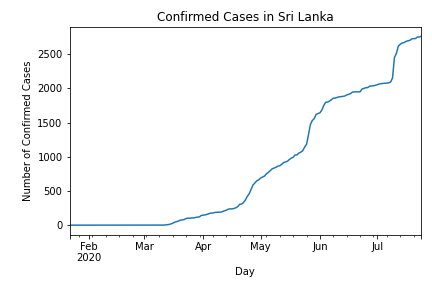 Confirmed Cases in Sri Lanka
Number of Confirmed Cases
2500
2000
1500
1000
500
0
Feb Mar Apr May Jun Jul
2020
Day